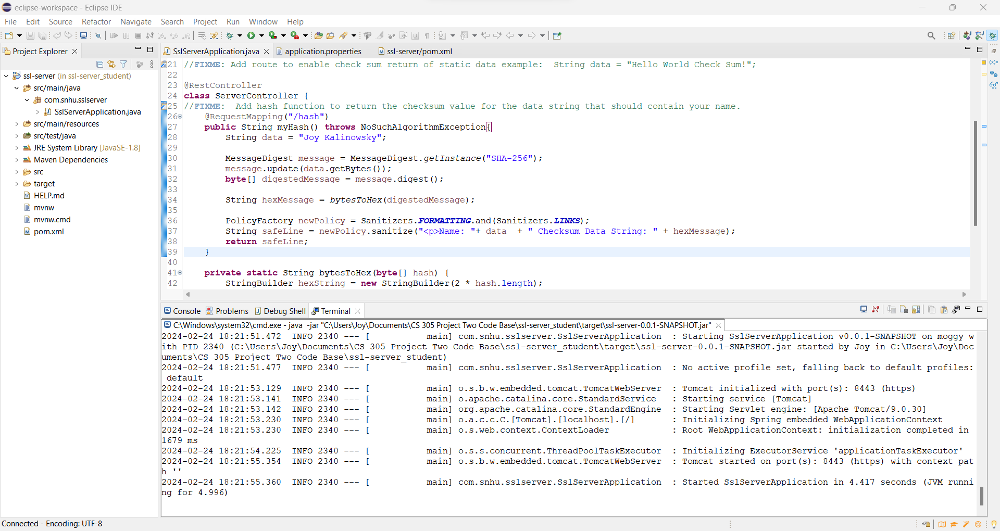 eclipse-workspace - Eclipse IDE
File Edit Source Refactor Navigate Search Project Run Window Help
Project Explorer
ssl-server (in ssl-server_student)
src/main/java
com.snhu.sslserver
SslServerApplication.java
src/main/resources
src/test/java
JRE System Library [JavaSE-1.8]
Maven Dependencies
src
target
HELP.md
mvnw
mvnw.cmd
pom.xml
SslServerApplication.java application.properties ssl-server/pom.xml
21 //FIXME: Add route to enable check sum return of static data example:  String data = "Hello World Check Sum!";
22
23 @RestController
24 class ServerController {
25 //FIXME:  Add hash function to return the checksum value for the data string that should contain your name.
26     @RequestMapping("/hash")
27     public String myHash() throws NoSuchAlgorithmException{
28         String data = "Joy Kalinowsky";
29
30         MessageDigest message = MessageDigest.getInstance("SHA-256");
31         message.update(data.getBytes());
32         byte[] digestedMessage = message.digest();
33
34         String hexMessage = bytesToHex(digestedMessage);
35
36         PolicyFactory newPolicy = Sanitizers.FORMATTING.and(Sanitizers.LINKS);
37         String safeLine = newPolicy.sanitize("<p>Name: "+ data  + " Checksum Data String: " + hexMessage);
38         return safeLine;
39     }
40
41     private static String bytesToHex(byte[] hash) {
42         StringBuilder hexString = new StringBuilder(2 * hash.length);
Console Problems Debug Shell Terminal
C:\Windows\system32\cmd.exe - java  -jar "C:\Users\Joy\Documents\CS 305 Project Two Code Base\ssl-server_student\target\ssl-server-0.0.1-SNAPSHOT.jar"
2024-02-24 18:21:51.472  INFO 2340 --- [           main] com.snhu.sslserver.SslServerApplication  : Starting SslServerApplication v0.0.1-SNAPSHOT on moggy w
ith PID 2340 (C:\Users\Joy\Documents\CS 305 Project Two Code Base\ssl-server_student\target\ssl-server-0.0.1-SNAPSHOT.jar started by Joy in C:\Users\Joy\Doc
uments\CS 305 Project Two Code Base\ssl-server_student)
2024-02-24 18:21:51.477  INFO 2340 --- [           main] com.snhu.sslserver.SslServerApplication  : No active profile set, falling back to default profiles:
 default
2024-02-24 18:21:53.129  INFO 2340 --- [           main] o.s.b.w.embedded.tomcat.TomcatWebServer  : Tomcat initialized with port(s): 8443 (https)
2024-02-24 18:21:53.141  INFO 2340 --- [           main] o.apache.catalina.core.StandardService   : Starting service [Tomcat]
2024-02-24 18:21:53.142  INFO 2340 --- [           main] org.apache.catalina.core.StandardEngine  : Starting Servlet engine: [Apache Tomcat/9.0.30]
2024-02-24 18:21:53.230  INFO 2340 --- [           main] o.a.c.c.C.[Tomcat].[localhost].[/]       : Initializing Spring embedded WebApplicationContext
2024-02-24 18:21:53.230  INFO 2340 --- [           main] o.s.web.context.ContextLoader            : Root WebApplicationContext: initialization completed in
1679 ms
2024-02-24 18:21:54.225  INFO 2340 --- [           main] o.s.s.concurrent.ThreadPoolTaskExecutor  : Initializing ExecutorService 'applicationTaskExecutor'
2024-02-24 18:21:55.354  INFO 2340 --- [           main] o.s.b.w.embedded.tomcat.TomcatWebServer  : Tomcat started on port(s): 8443 (https) with context pat
h ''
2024-02-24 18:21:55.360  INFO 2340 --- [           main] com.snhu.sslserver.SslServerApplication  : Started SslServerApplication in 4.417 seconds (JVM runni
ng for 4.996)
Connected - Encoding: UTF-8